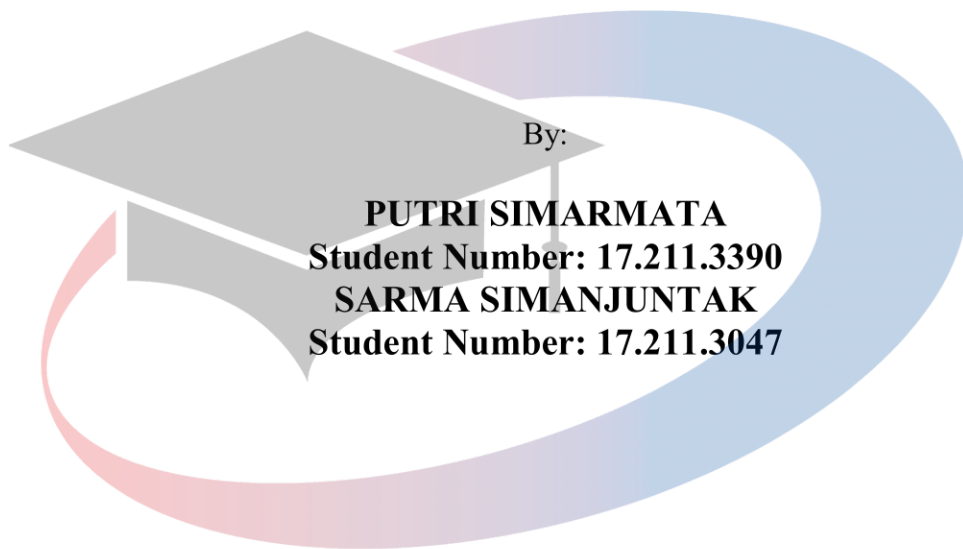 By:
PUTRI SIMARMATA
Student Number: 17.211.3390
SARMA SIMANJUNTAK
Student Number: 17.211.3047